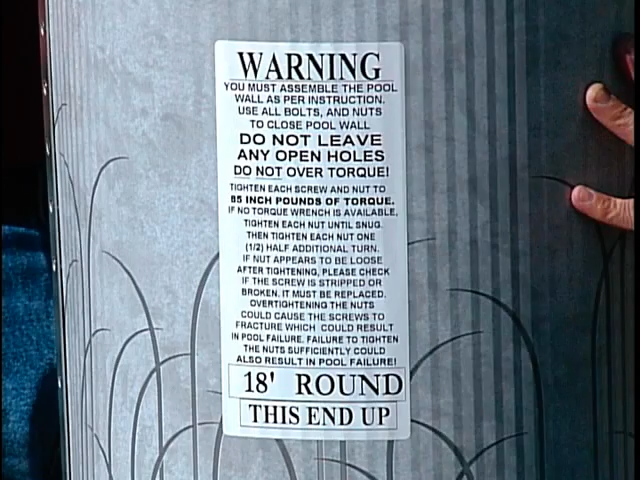 WARNING
YOU MUST ASSEMBLE THE POOL
WALL AS PER INSTRUCTION.
USE ALL BOLTS, AND NUTS
TO CLOSE POOL WALL
DO NOT LEAVE
ANY OPEN HOLES
DO NOT OVER TORQUE!
TIGHTEN EACH SCREW AND NUT TO
85 INCH POUNDS OF TORQUE.
IF NO TORQUE WRENCH IS AVAILABLE,
TIGHTEN EACH NUT UNTIL SNUG.
THEN TIGHTEN EACH NUT ONE
(1/2) HALF ADDITIONAL TURN.
IF NUT APPEARS TO BE LOOSE
AFTER TIGHTENING, PLEASE CHECK
IF THE SCREW IS STRIPPED OR
BROKEN. IT MUST BE REPLACED.
OVERTIGHTENING THE NUTS
COULD CAUSE THE SCREWS TO
FRACTURE WHICH COULD RESULT
IN POOL FAILURE. FAILURE TO TIGHTEN
THE NUTS SUFFICIENTLY COULD
ALSO RESULT IN POOL FAILURE!
18' ROUND
THIS END UP